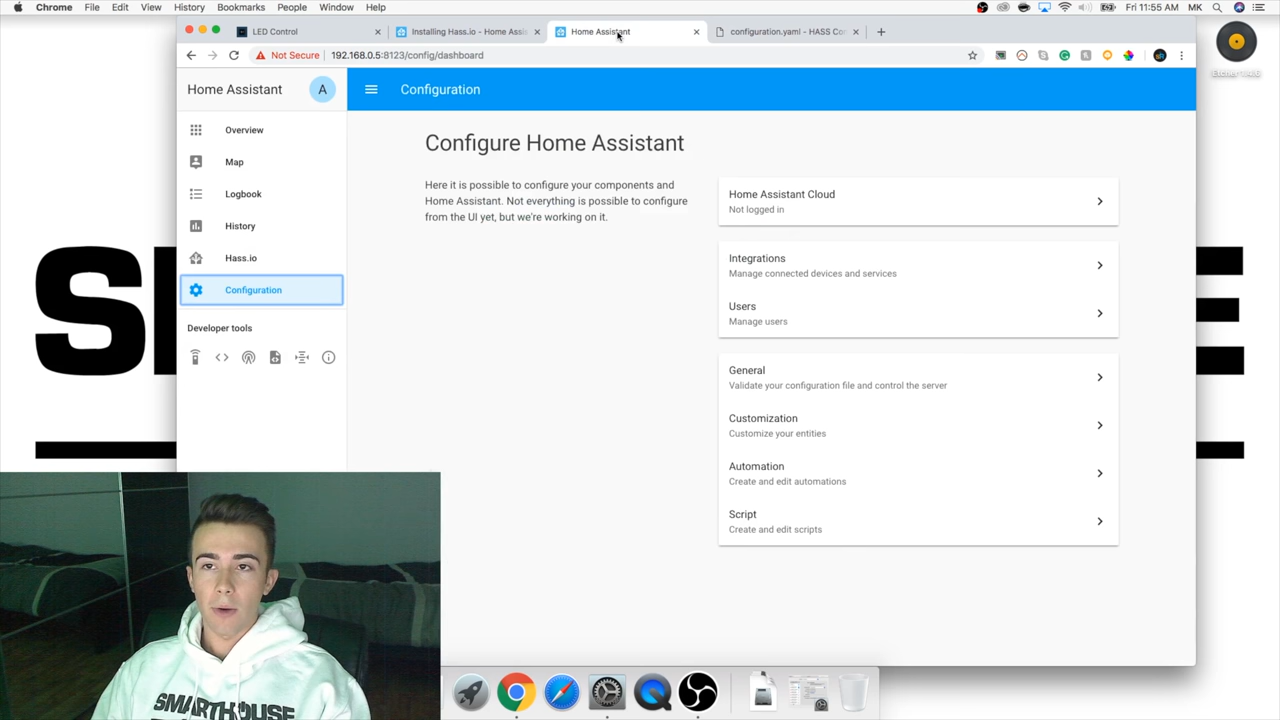 Chrome File Edit View History Bookmarks People Window Help
Fri 11:55 AM MK
LED Control
Installing Hass.io - Home Assis
Home Assistant
configuration.yaml - HASS Co
Not Secure 192.168.0.5:8123/config/dashboard
Home Assistant A
Configuration
Overview
Map
Logbook
History
Hass.io
Configuration
Developer tools
Configure Home Assistant
Here it is possible to configure your components and
Home Assistant. Not everything is possible to configure
from the UI yet, but we're working on it.
Home Assistant Cloud
Not logged in
Integrations
Manage connected devices and services
Users
Manage users
General
Validate your configuration file and control the server
Customization
Customize your entities
Automation
Create and edit automations
Script
Create and edit scripts
SMARTHOUSE